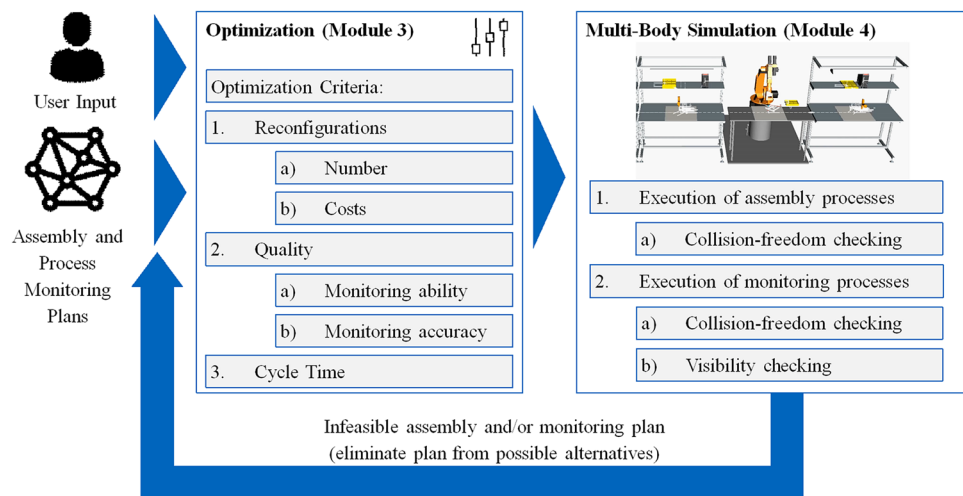 User Input
Assembly and
Process
Monitoring
Plans
Optimization (Module 3)
Optimization Criteria:
1. Reconfigurations
a) Number
b) Costs
2. Quality
a) Monitoring ability
b) Monitoring accuracy
3. Cycle Time
Multi-Body Simulation (Module 4)
1. Execution of assembly processes
a) Collision-freedom checking
2. Execution of monitoring processes
a) Collision-freedom checking
b) Visibility checking
Infeasible assembly and/or monitoring plan
(eliminate plan from possible alternatives)